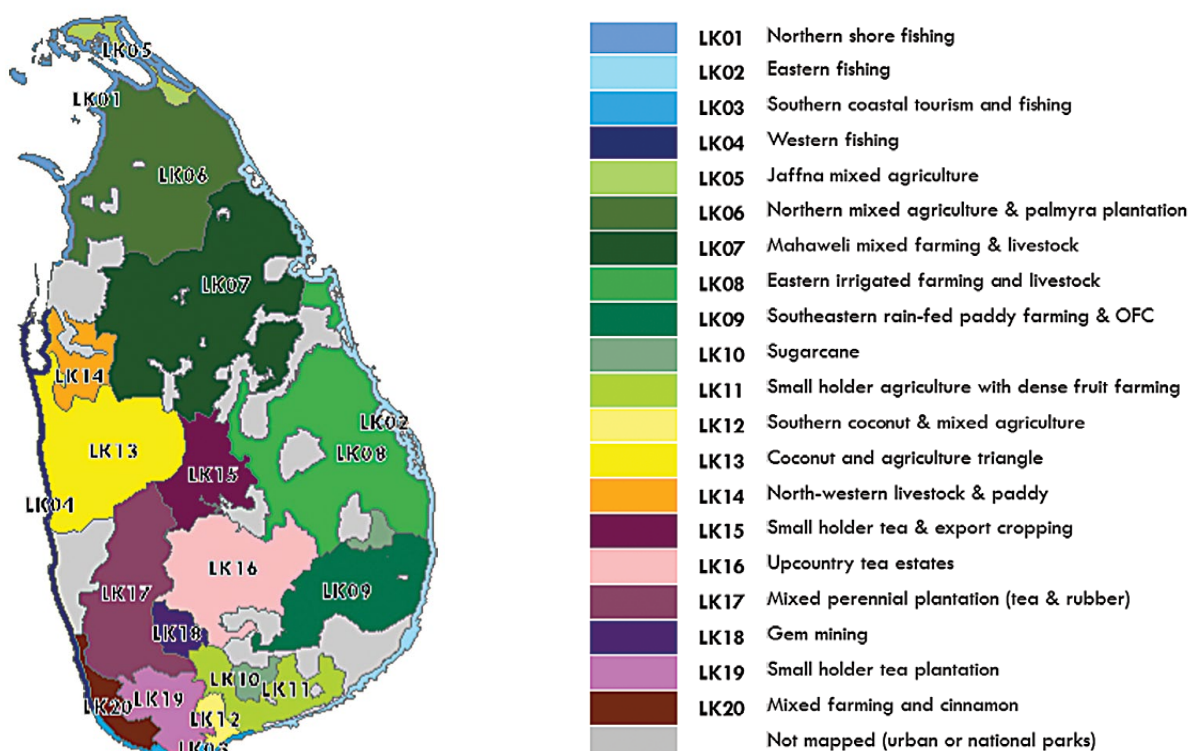 LK05
LK01
LK06
LK07
LK14
LK02
LK13
LK08
LK15
LK04
LK16
LK17
LK09
LK18
LK10
LK11
LK20
LK19
LK12
LK03
LK01 Northern shore fishing
LK02 Eastern fishing
LK03 Southern coastal tourism and fishing
LK04 Western fishing
LK05 Jaffna mixed agriculture
LK06 Northern mixed agriculture & palmyra plantation
LK07 Mahaweli mixed farming & livestock
LK08 Eastern irrigated farming and livestock
LK09 Southeastern rain-fed paddy farming & OFC
LK10 Sugarcane
LK11 Small holder agriculture with dense fruit farming
LK12 Southern coconut & mixed agriculture
LK13 Coconut and agriculture triangle
LK14 North-western livestock & paddy
LK15 Small holder tea & export cropping
LK16 Upcountry tea estates
LK17 Mixed perennial plantation (tea & rubber)
LK18 Gem mining
LK19 Small holder tea plantation
LK20 Mixed farming and cinnamon
Not mapped (urban or national parks)